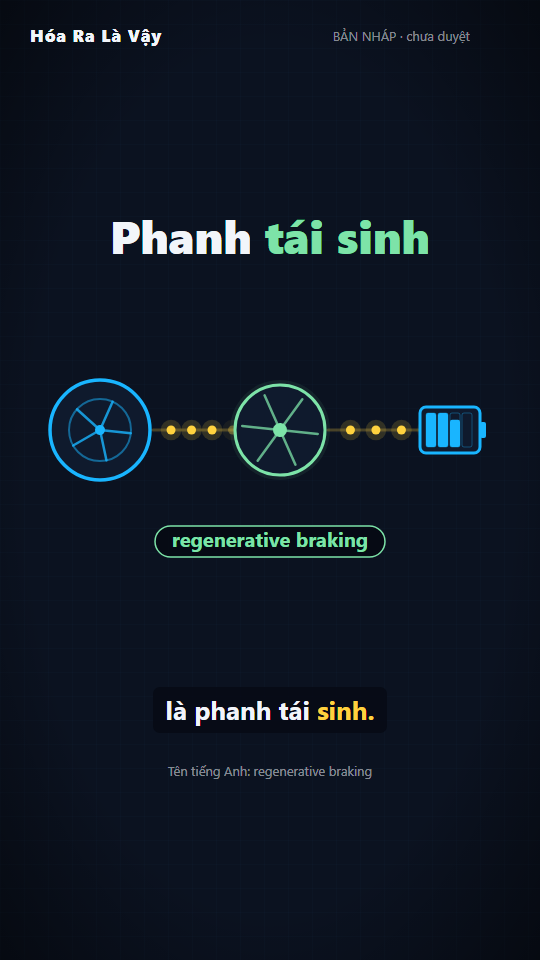 Hóa Ra Là Vậy
BẢN NHÁP · chưa duyệt
Phanh tái sinh
regenerative braking
là phanh tái sinh.
Tên tiếng Anh: regenerative braking